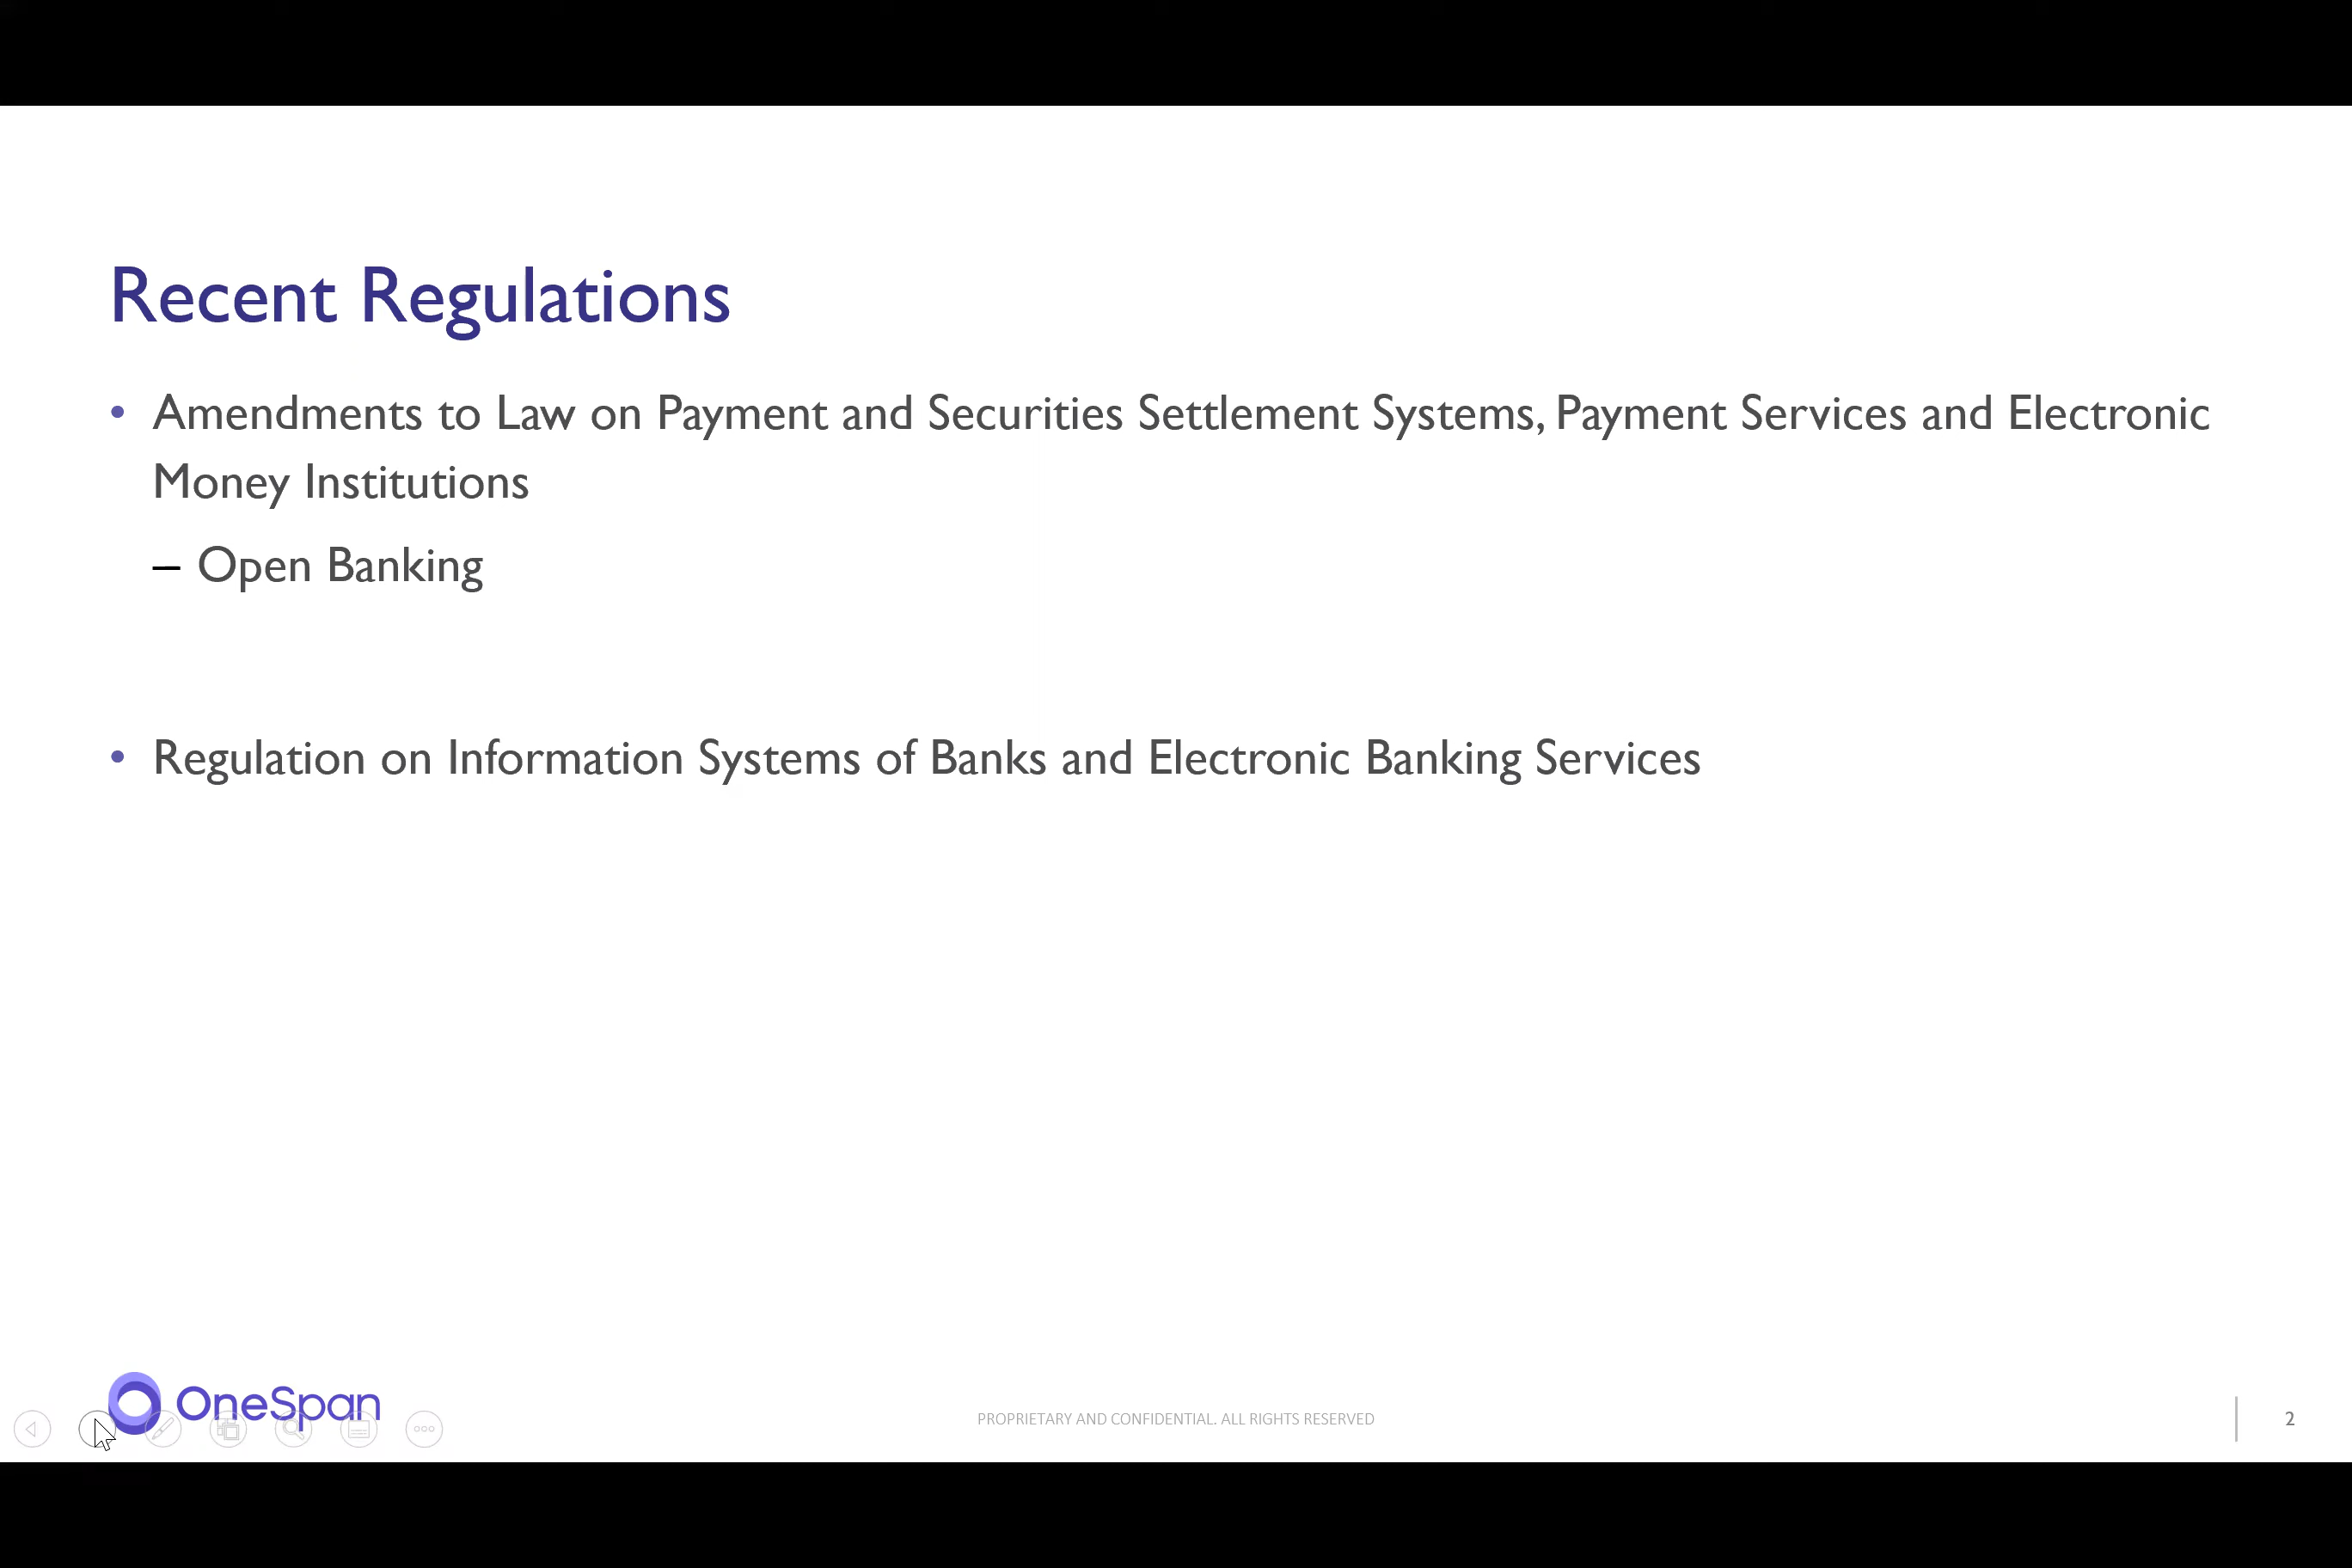 Recent Regulations
• Amendments to Law on Payment and Securities Settlement Systems, Payment Services and Electronic
Money Institutions
– Open Banking
• Regulation on Information Systems of Banks and Electronic Banking Services
OneSpan
PROPRIETARY AND CONFIDENTIAL. ALL RIGHTS RESERVED
2